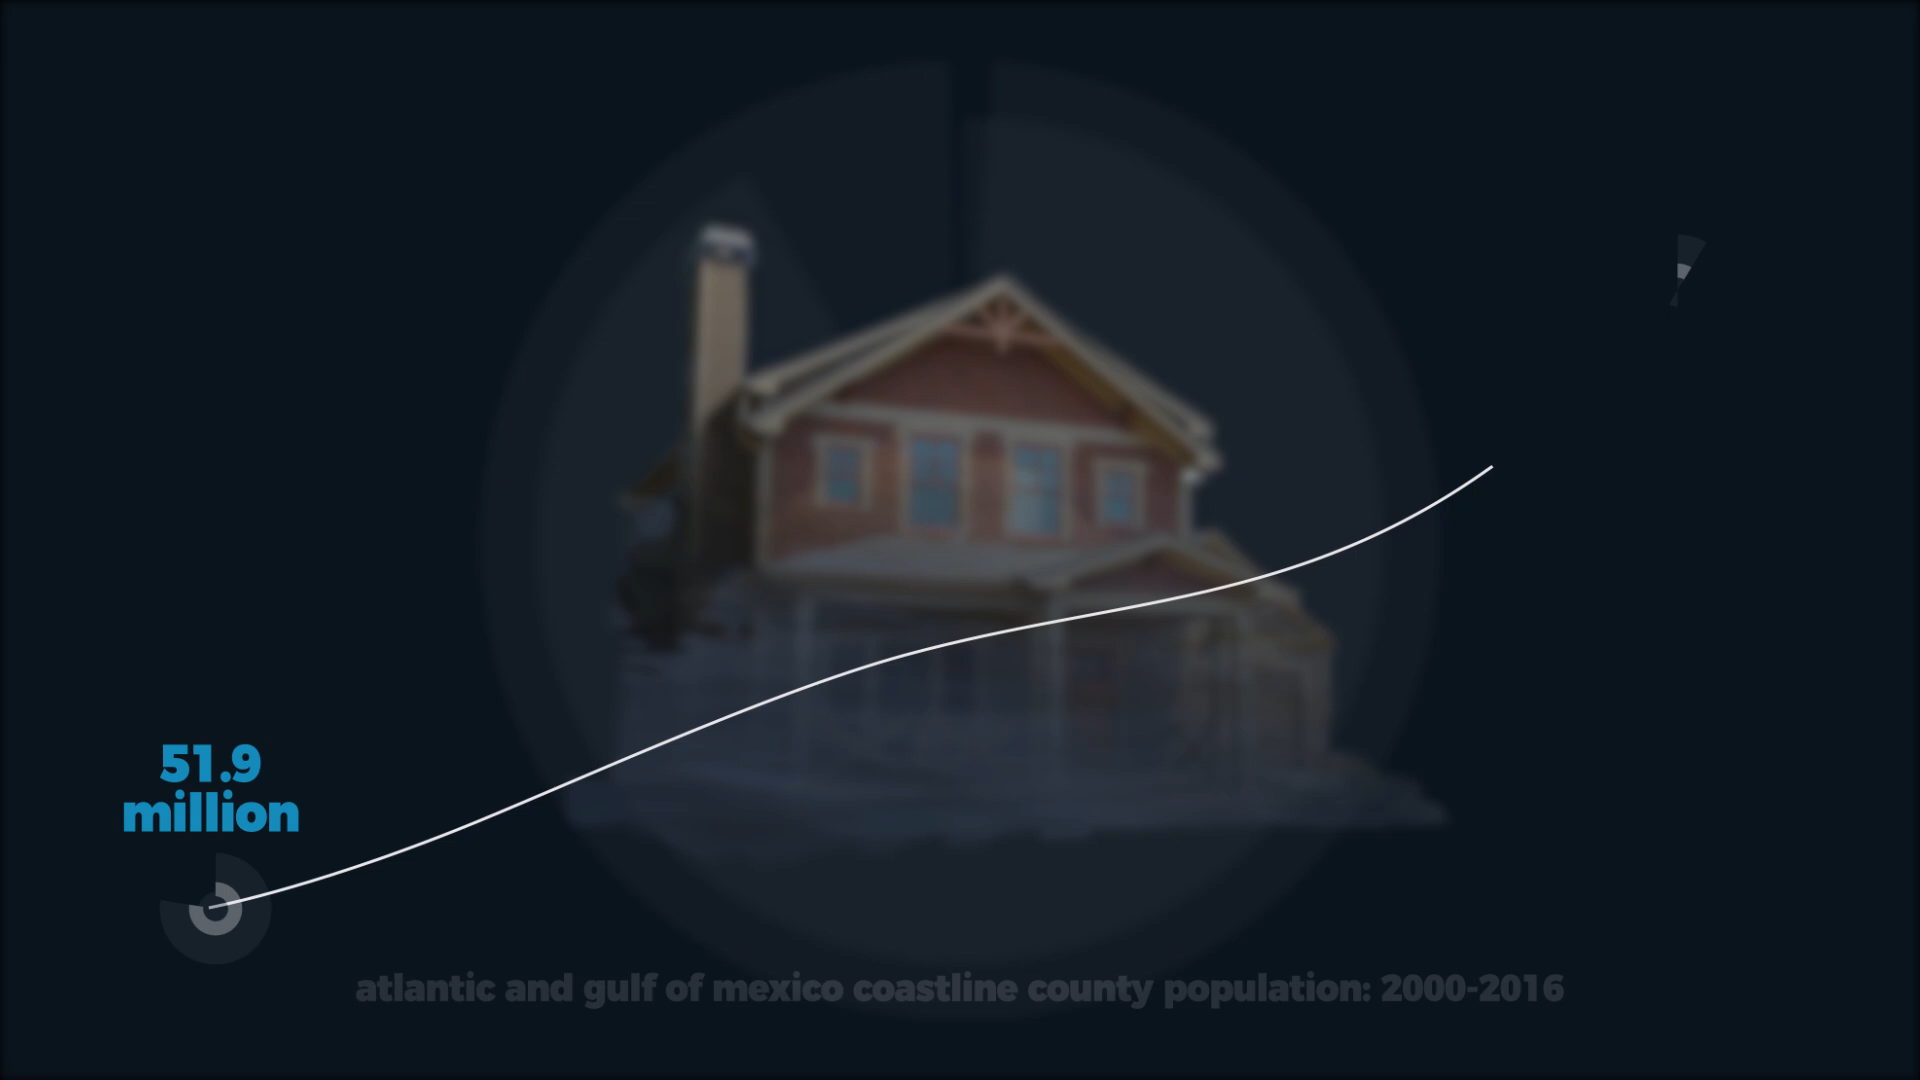 51.9
million
atlantic and gulf of mexico coastline county population: 2000-2016